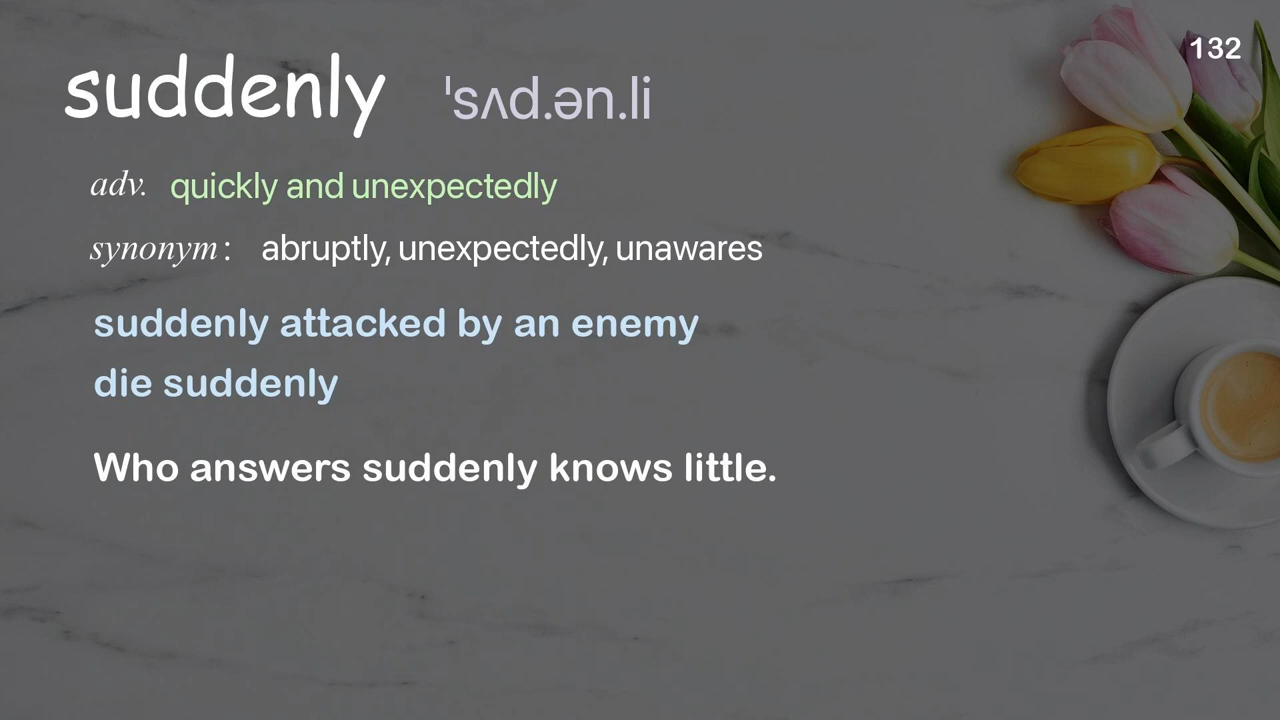 132
suddenly ˈsʌd.ən.li
adv. quickly and unexpectedly
synonym: abruptly, unexpectedly, unawares
suddenly attacked by an enemy
die suddenly
Who answers suddenly knows little.